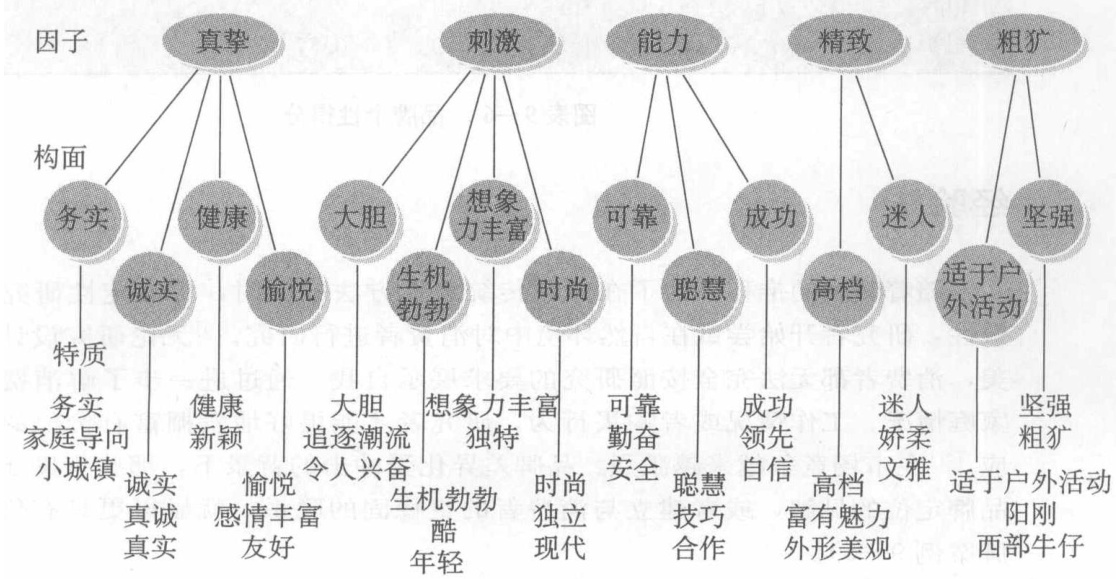 因子 真挚 刺激 能力 精致 粗犷
构面
务实 健康 大胆 想象力丰富 可靠 成功 迷人 坚强
诚实 愉悦 生机勃勃 时尚 聪慧 高档 适于户外活动
特质
务实 健康 大胆 想象力丰富 可靠 成功 迷人 坚强
家庭导向 新颖 追逐潮流 独特 勤奋 领先 娇柔 粗犷
小城镇 令人兴奋 安全 自信 文雅
诚实 愉悦 生机勃勃 时尚 聪慧 高档 适于户外活动
真诚 感情丰富 酷 独立 技巧 富有魅力 阳刚
真实 友好 年轻 现代 合作 外形美观 西部牛仔